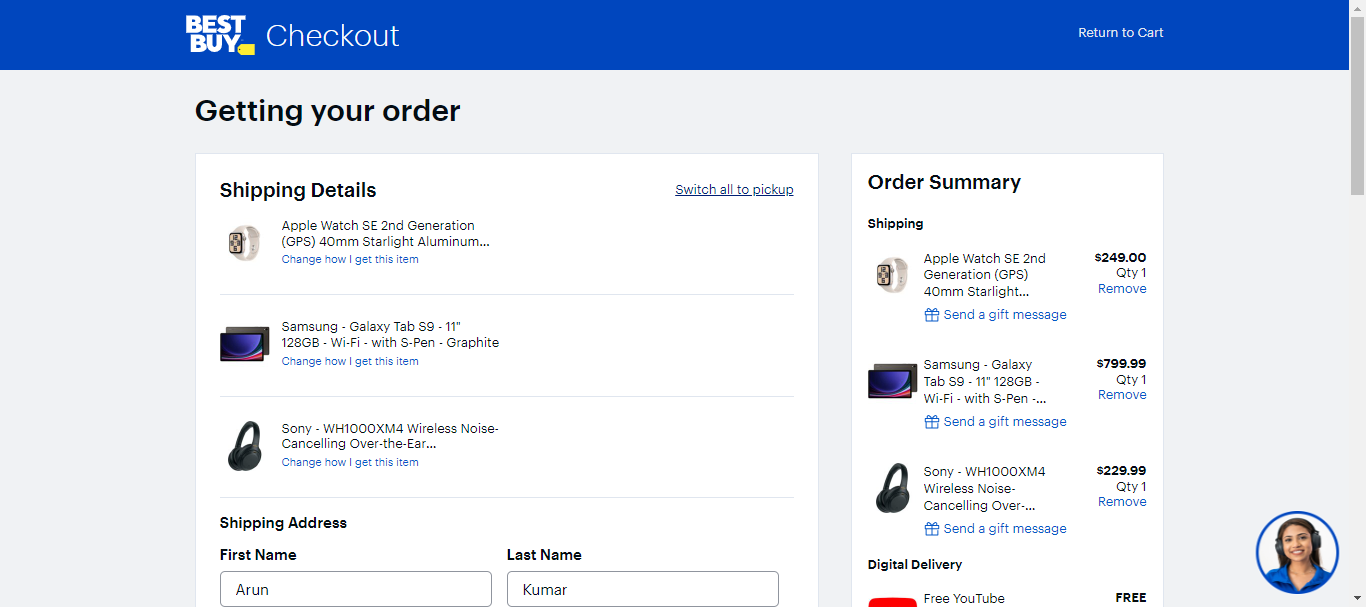 BEST
BUY
Checkout
Return to Cart
Getting your order
Shipping Details
Switch all to pickup
Apple Watch SE 2nd Generation
(GPS) 40mm Starlight Aluminum...
Change how I get this item
Samsung - Galaxy Tab S9 - 11"
128GB - Wi-Fi - with S-Pen - Graphite
Change how I get this item
Sony - WH1000XM4 Wireless Noise-
Cancelling Over-the-Ear...
Change how I get this item
Shipping Address
First Name
Last Name
Arun
Kumar
Order Summary
Shipping
Apple Watch SE 2nd
Generation (GPS)
40mm Starlight...
$249.00
Qty 1
Remove
Send a gift message
Samsung - Galaxy
Tab S9 - 11" 128GB -
Wi-Fi - with S-Pen -...
$799.99
Qty 1
Remove
Send a gift message
Sony - WH1000XM4
Wireless Noise-
Cancelling Over-...
$229.99
Qty 1
Remove
Send a gift message
Digital Delivery
Free YouTube
FREE